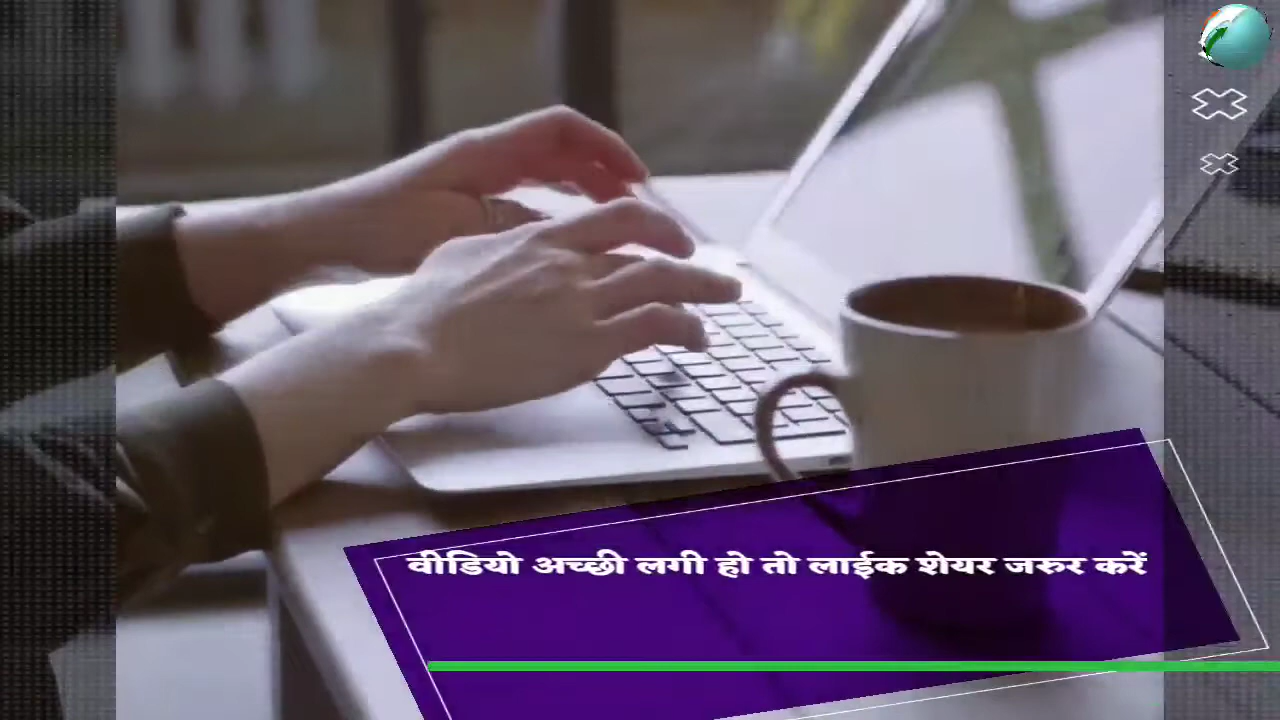 वीडियो अच्छी लगी हो तो लाईक शेयर जरुर करें